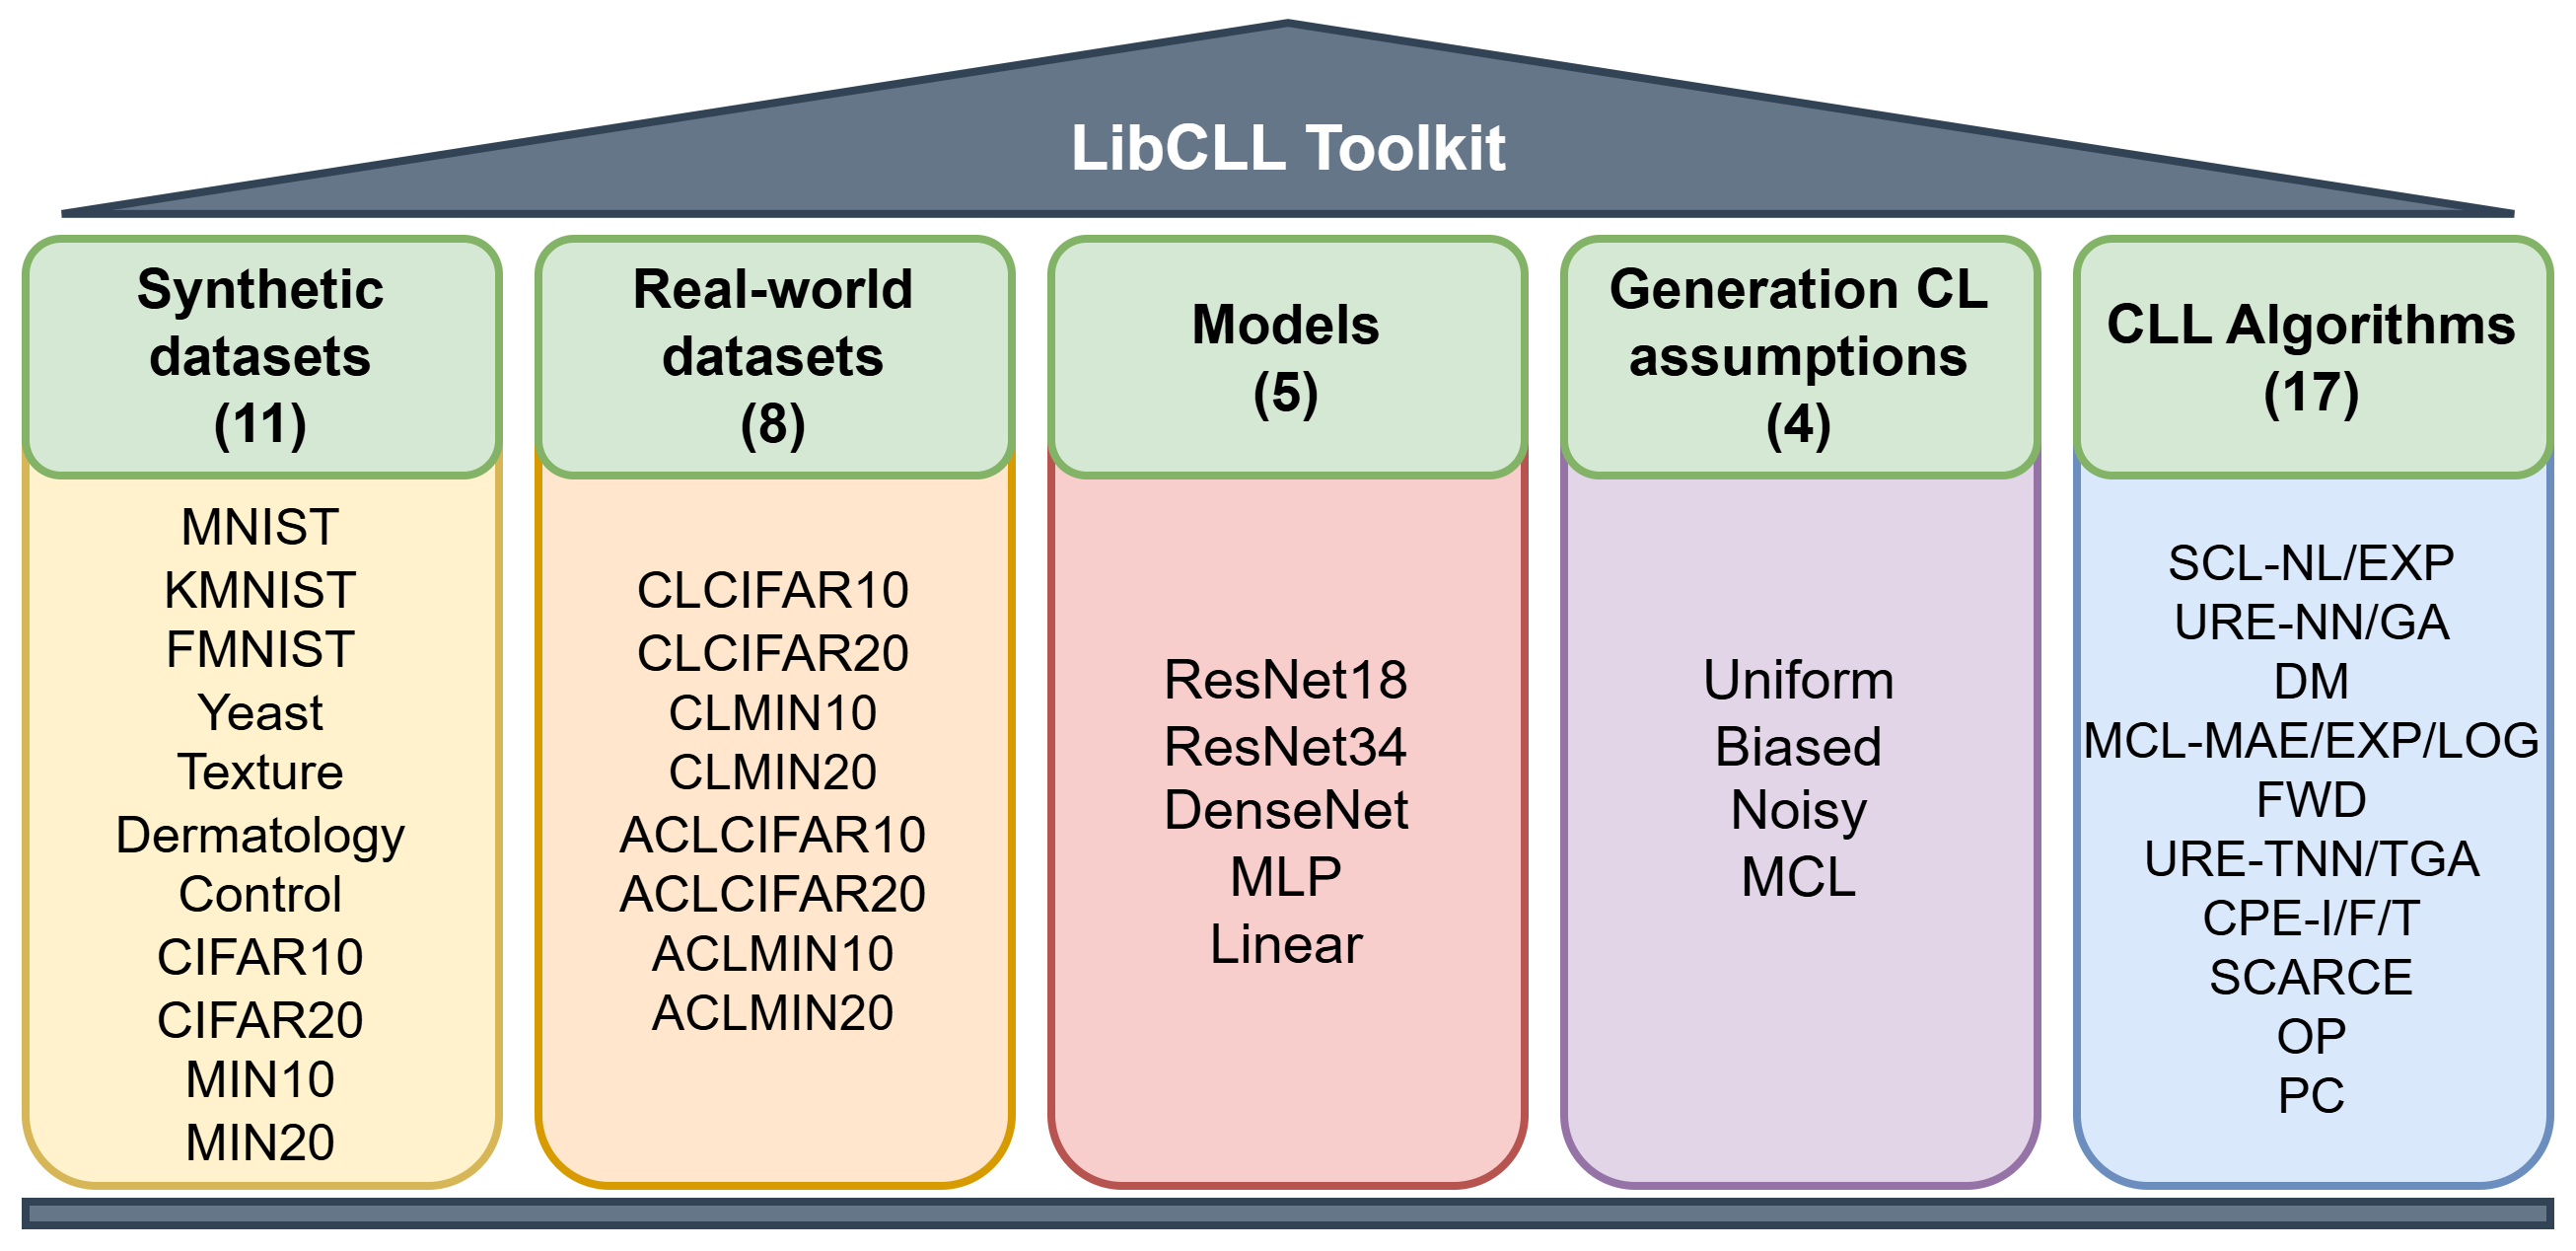 LibCLL Toolkit
Synthetic
datasets
(11)
MNIST
KMNIST
FMNIST
Yeast
Texture
Dermatology
Control
CIFAR10
CIFAR20
MIN10
MIN20
Real-world
datasets
(8)
CLCIFAR10
CLCIFAR20
CLMIN10
CLMIN20
ACLCIFAR10
ACLCIFAR20
ACLMIN10
ACLMIN20
Models
(5)
ResNet18
ResNet34
DenseNet
MLP
Linear
Generation CL
assumptions
(4)
Uniform
Biased
Noisy
MCL
CLL Algorithms
(17)
SCL-NL/EXP
URE-NN/GA
DM
MCL-MAE/EXP/LOG
FWD
URE-TNN/TGA
CPE-I/F/T
SCARCE
OP
PC